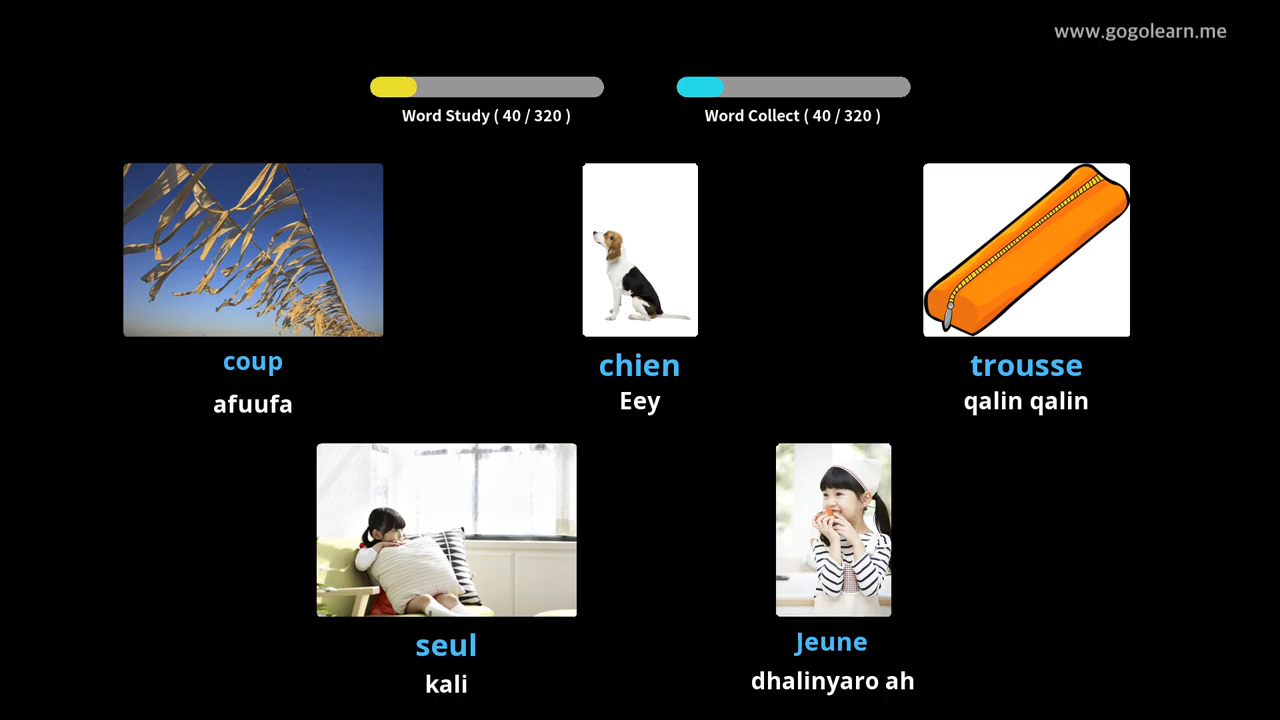 www.gogolearn.me
Word Study ( 40 / 320 )
Word Collect ( 40 / 320 )
coup
afuufa
chien
Eey
trousse
qalin qalin
seul
kali
Jeune
dhalinyaro ah